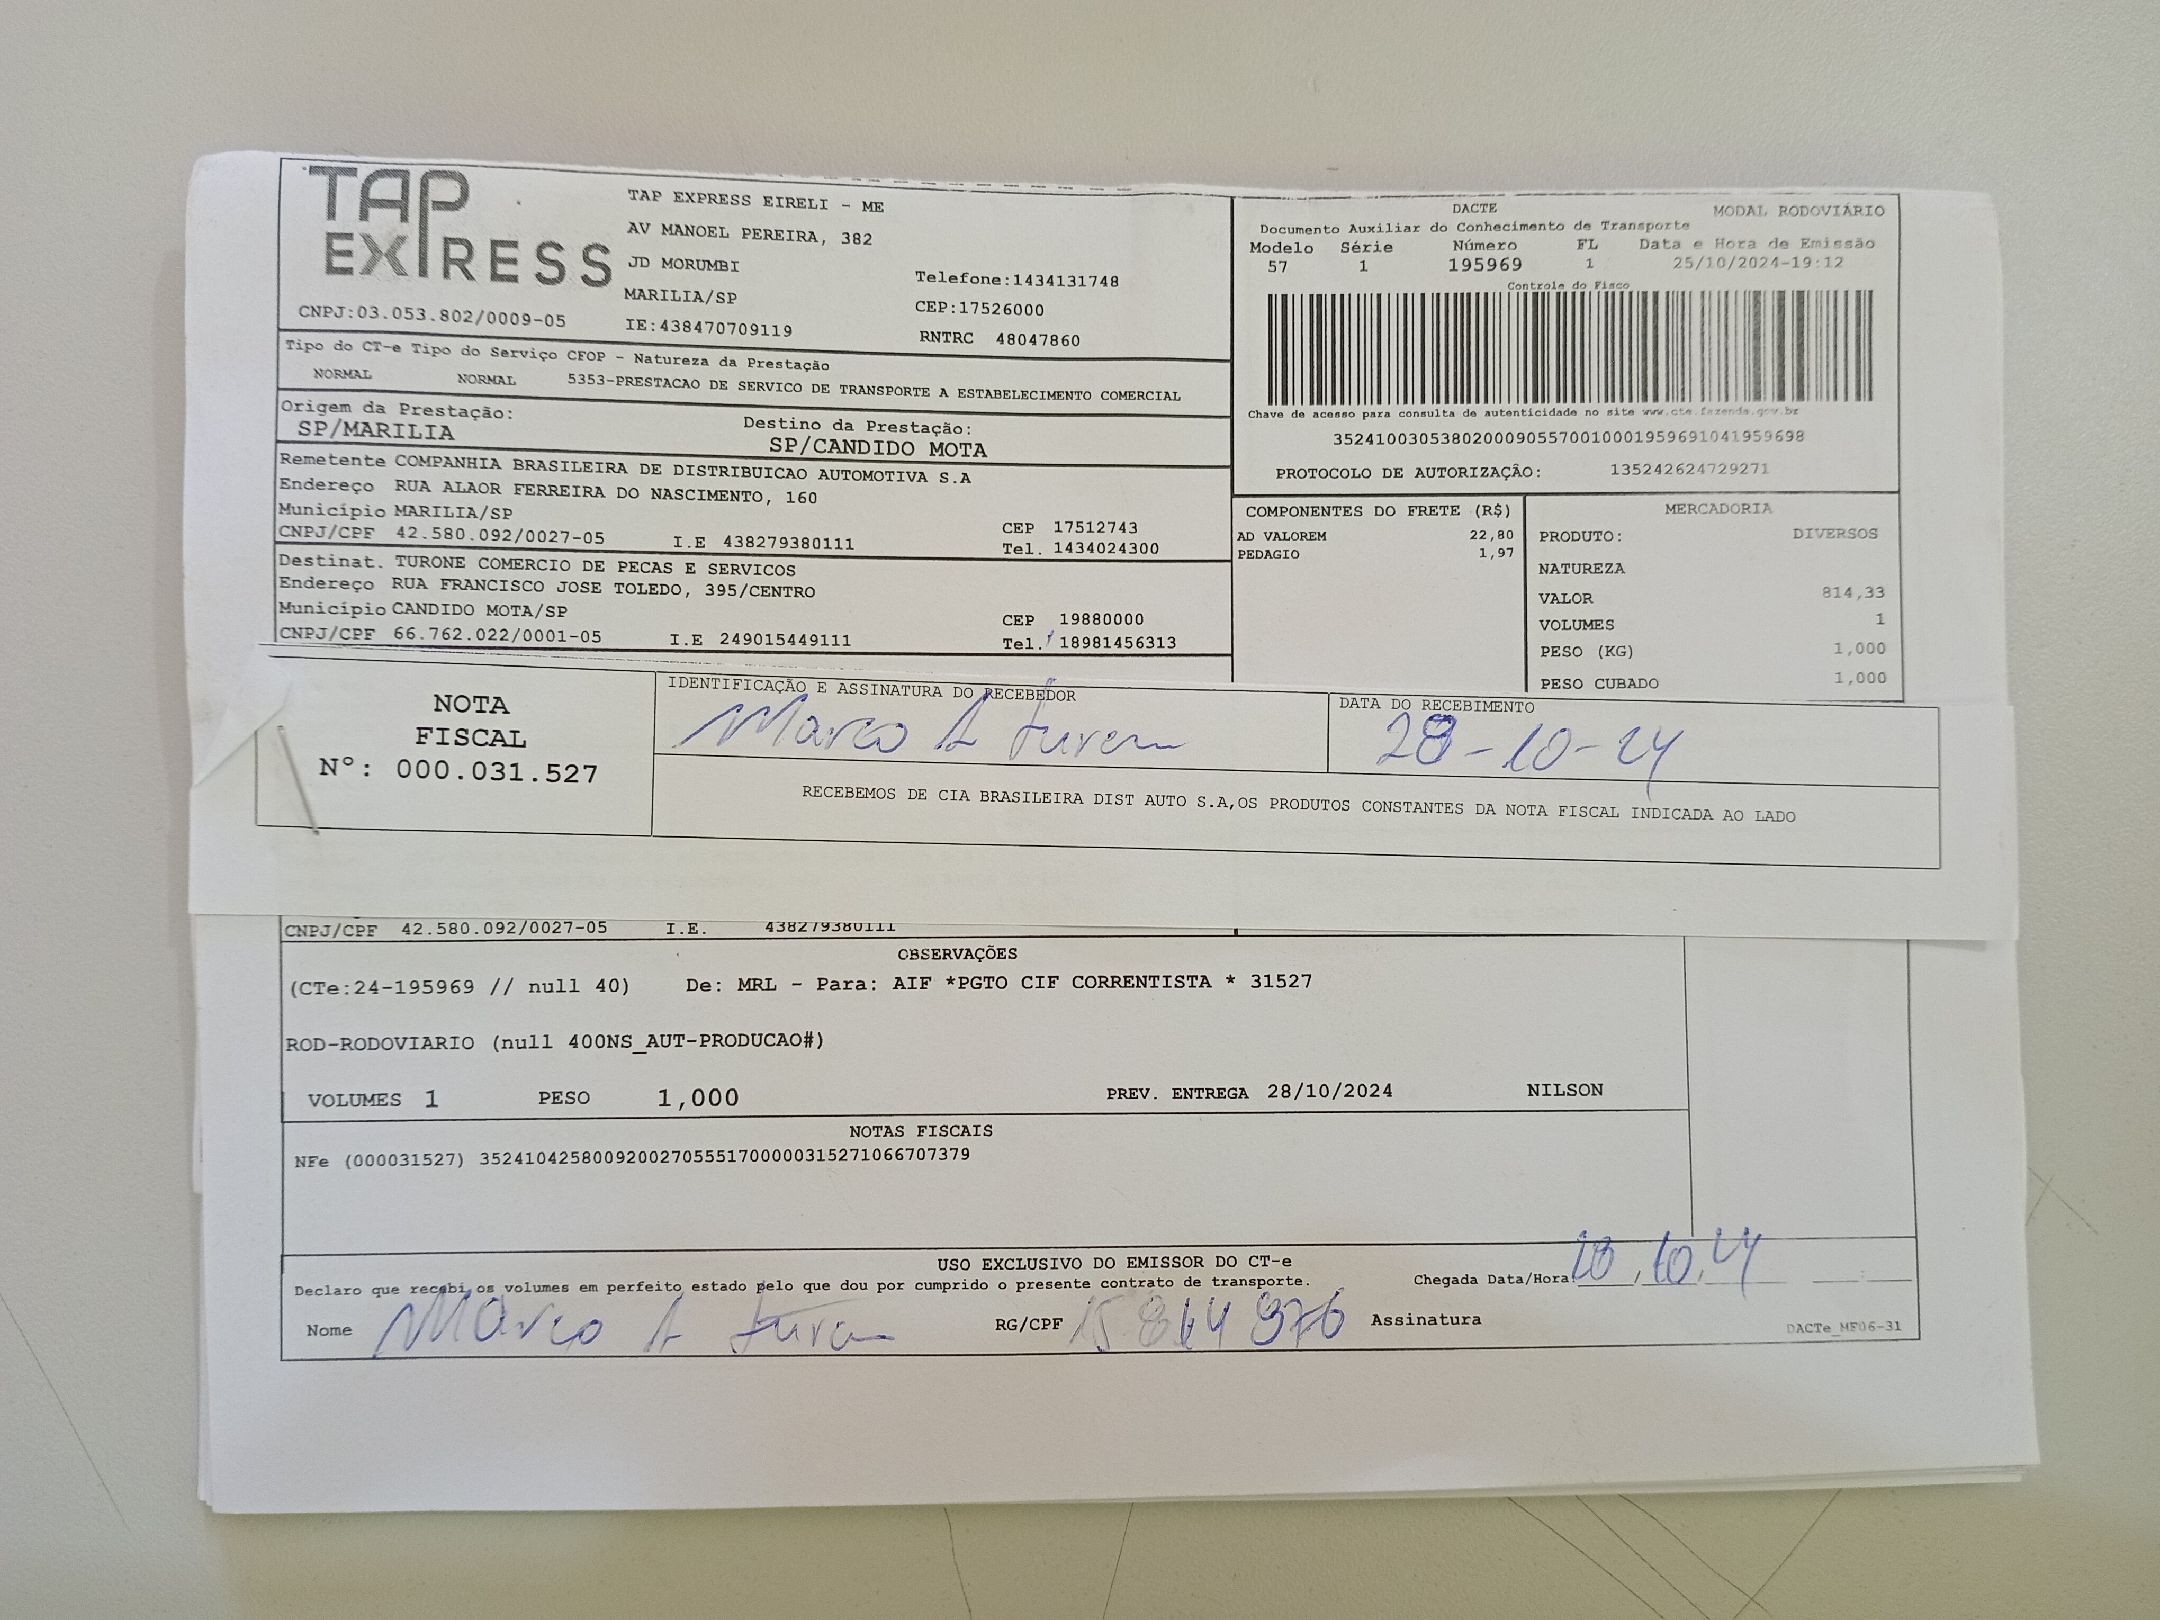 TAP EXPRESS
TAP EXPRESS EIRELI - ME
AV MANOEL PEREIRA, 382
JD MORUMBI
MARILIA/SP
IE:438470709119
Telefone:1434131748
CEP:17526000
RNTRC 48047860
CNPJ:03.053.802/0009-05
Tipo do CT-e Tipo do Serviço CFOP - Natureza da Prestação
NORMAL NORMAL 5353-PRESTACAO DE SERVICO DE TRANSPORTE A ESTABELECIMENTO COMERCIAL
Origem da Prestação: Destino da Prestação:
SP/MARILIA SP/CANDIDO MOTA
Remetente COMPANHIA BRASILEIRA DE DISTRIBUICAO AUTOMOTIVA S.A
Endereço RUA ALAOR FERREIRA DO NASCIMENTO, 160
Município MARILIA/SP CEP 17512743
CNPJ/CPF 42.580.092/0027-05 I.E 438279380111 Tel. 1434024300
Destinat. TURONE COMERCIO DE PECAS E SERVICOS
Endereço RUA FRANCISCO JOSE TOLEDO, 395/CENTRO
Município CANDIDO MOTA/SP CEP 19880000
CNPJ/CPF 66.762.022/0001-05 I.E 249015449111 Tel. 18981456313
DACTE MODAL RODOVIÁRIO
Documento Auxiliar do Conhecimento de Transporte
Modelo Série Número FL Data e Hora de Emissão
57 1 195969 1 25/10/2024-19:12
Controle do Fisco
Chave de acesso para consulta de autenticidade no site www.cte.fazenda.gov.br
35241003053802000905570010001959691041959698
PROTOCOLO DE AUTORIZAÇÃO: 135242624729271
COMPONENTES DO FRETE (R$)
AD VALOREM 22,80
PEDAGIO 1,97
MERCADORIA
PRODUTO: DIVERSOS
NATUREZA
VALOR 814,33
VOLUMES 1
PESO (KG) 1,000
PESO CUBADO 1,000
NOTA
FISCAL
N°: 000.031.527
IDENTIFICAÇÃO E ASSINATURA DO RECEBEDOR
Marco A
DATA DO RECEBIMENTO
28-10-24
RECEBEMOS DE CIA BRASILEIRA DIST AUTO S.A,OS PRODUTOS CONSTANTES DA NOTA FISCAL INDICADA AO LADO
CNPJ/CPF 42.580.092/0027-05 I.E. 438279380111
OBSERVAÇÕES
(CTe:24-195969 // null 40) De: MRL - Para: AIF *PGTO CIF CORRENTISTA * 31527
ROD-RODOVIARIO (null 400NS_AUT-PRODUCAO#)
VOLUMES 1 PESO 1,000 PREV. ENTREGA 28/10/2024 NILSON
NOTAS FISCAIS
NFe (000031527) 35241042580092002705551700000315271066707379
USO EXCLUSIVO DO EMISSOR DO CT-e
Declaro que recebi os volumes em perfeito estado pelo que dou por cumprido o presente contrato de transporte. Chegada Data/Hora: 28, 10, 24
Nome Marco A RG/CPF 15 814 976 Assinatura
DACTe_MF06-31